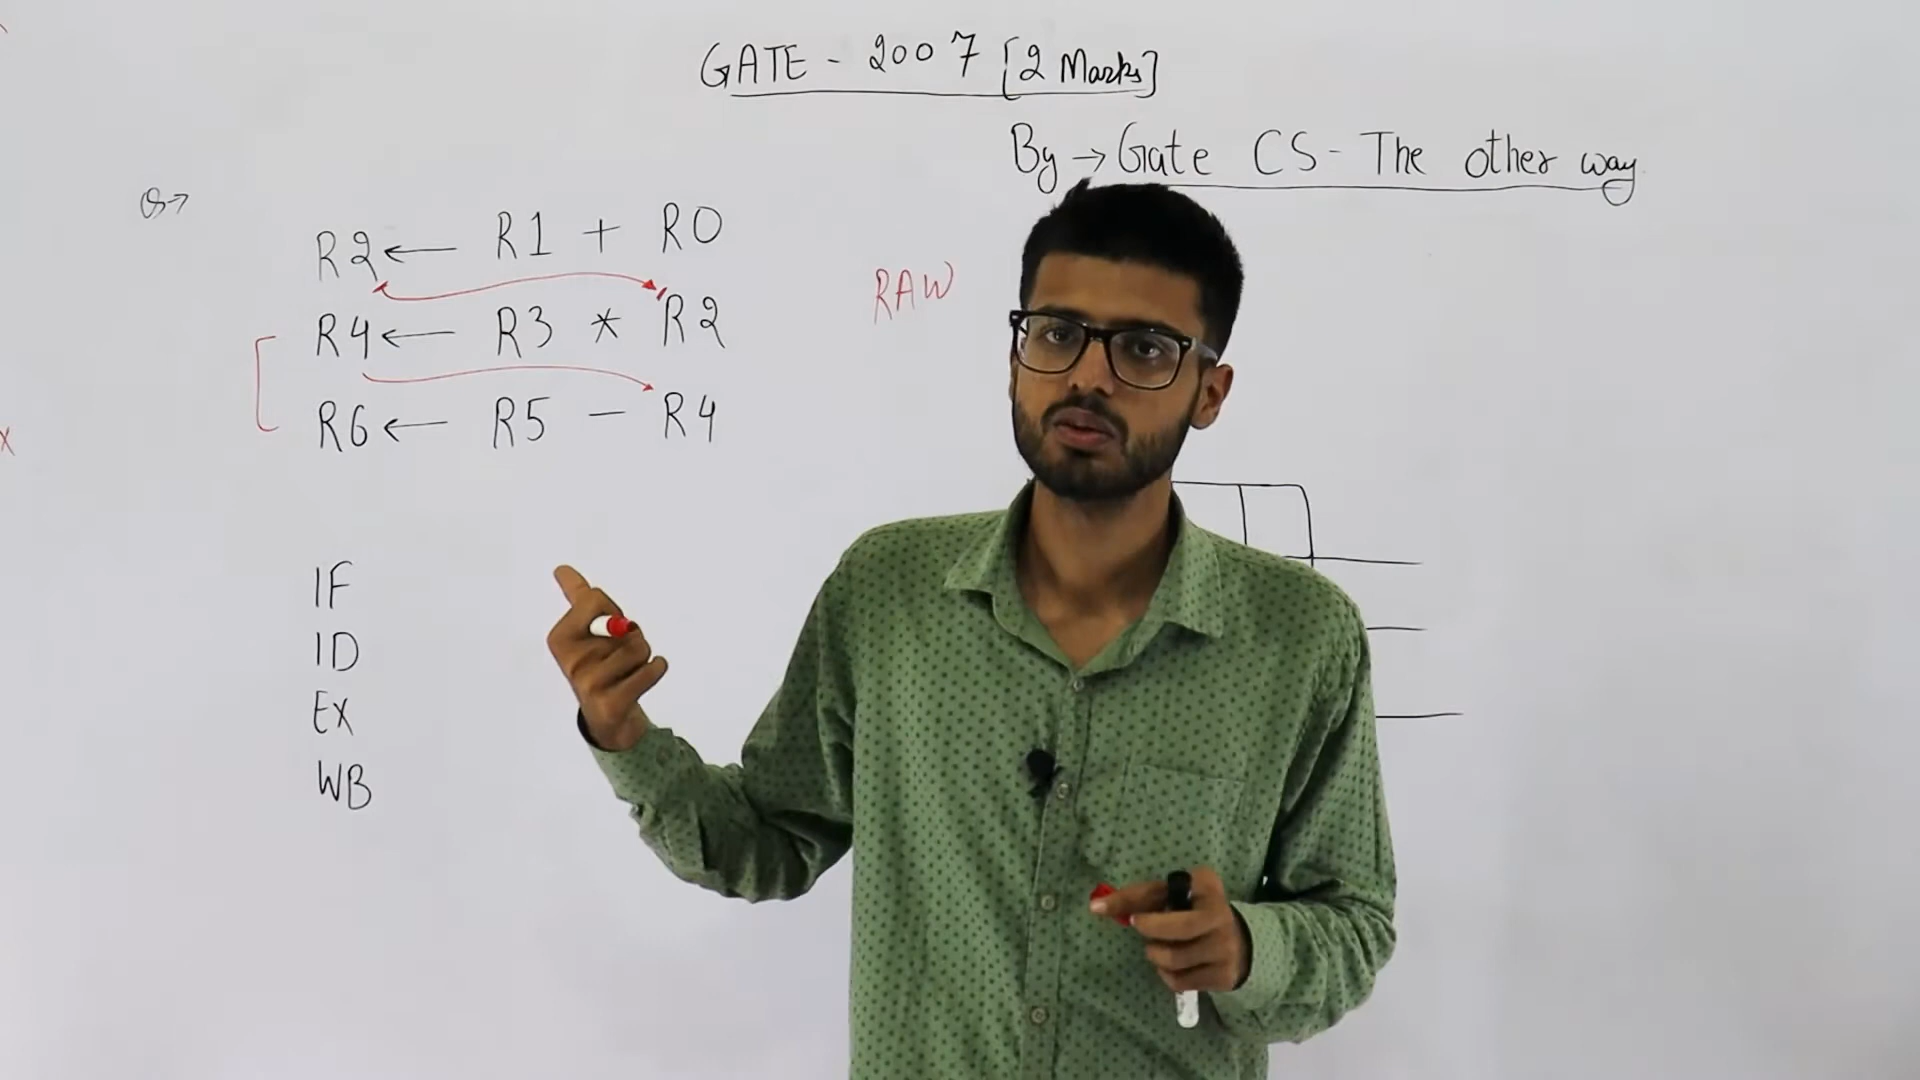 GATE - 2007 [2 Marks]
By → Gate CS - The other way
Q→
R2 ← R1 + R0
RAW
R4 ← R3 * R2
R6 ← R5 - R4
X
IF
ID
EX
WB